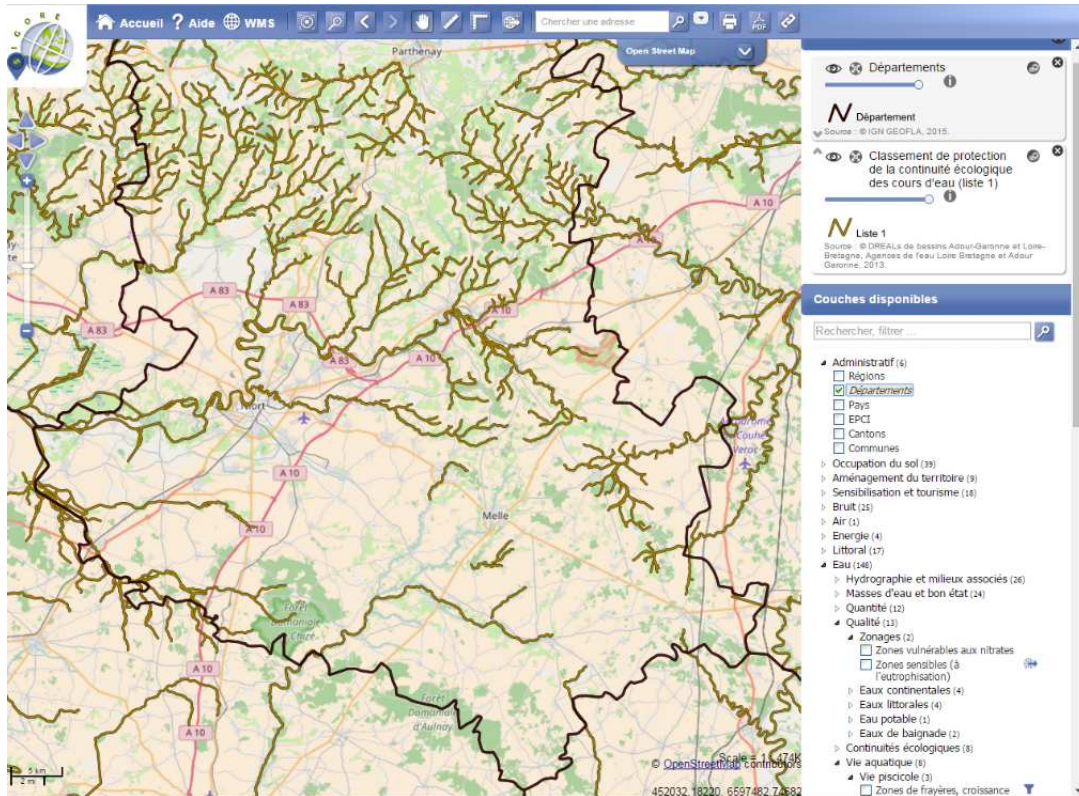 Accueil ? Aide WMS
Chercher une adresse
PDF
Open Street Map
Parthenay
A 10
A 83
A 83
A 10
A 83
A 10
Niort
A 10
Melle
A 10
Forêt
Domaniale
Chizé
A 10
Forêt
Domaniale
d'Aulnay
A 10
5 km
2 mi
© OpenStreetMap contributors
Départements
Département
Source : © IGN GEOFLA, 2015.
Classement de protection
de la continuité écologique
des cours d'eau (liste 1)
Liste 1
Source : © DREALs de bassins Adour-Garonne et Loire-
Bretagne, Agences de l'eau Loire Bretagne et Adour
Garonne, 2013.
Couches disponibles
Rechercher, filtrer ...
Administratif (6)
Régions
Départements
Pays
EPCI
Cantons
Communes
Occupation du sol (39)
Aménagement du territoire (9)
Sensibilisation et tourisme (18)
Bruit (25)
Air (1)
Energie (4)
Littoral (17)
Eau (148)
Hydrographie et milieux associés (26)
Masses d'eau et bon état (24)
Quantité (12)
Qualité (13)
Zonages (2)
Zones vulnérables aux nitrates
Zones sensibles (à
l'eutrophisation)
Eaux continentales (4)
Eaux littorales (4)
Eau potable (1)
Eaux de baignade (2)
Continuités écologiques (8)
Vie aquatique (8)
Vie piscicole (3)
Zones de frayères, croissance